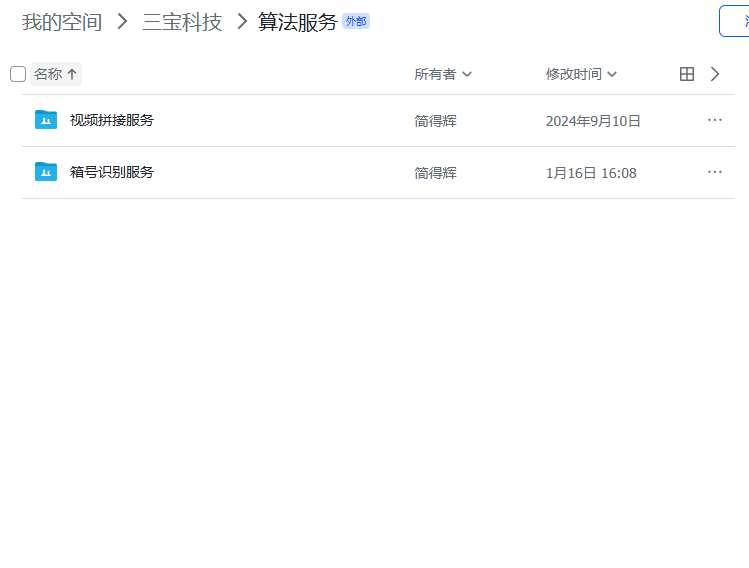 我的空间 三宝科技 算法服务 外部
名称 所有者 修改时间
视频拼接服务 简得辉 2024年9月10日
箱号识别服务 简得辉 1月16日 16:08